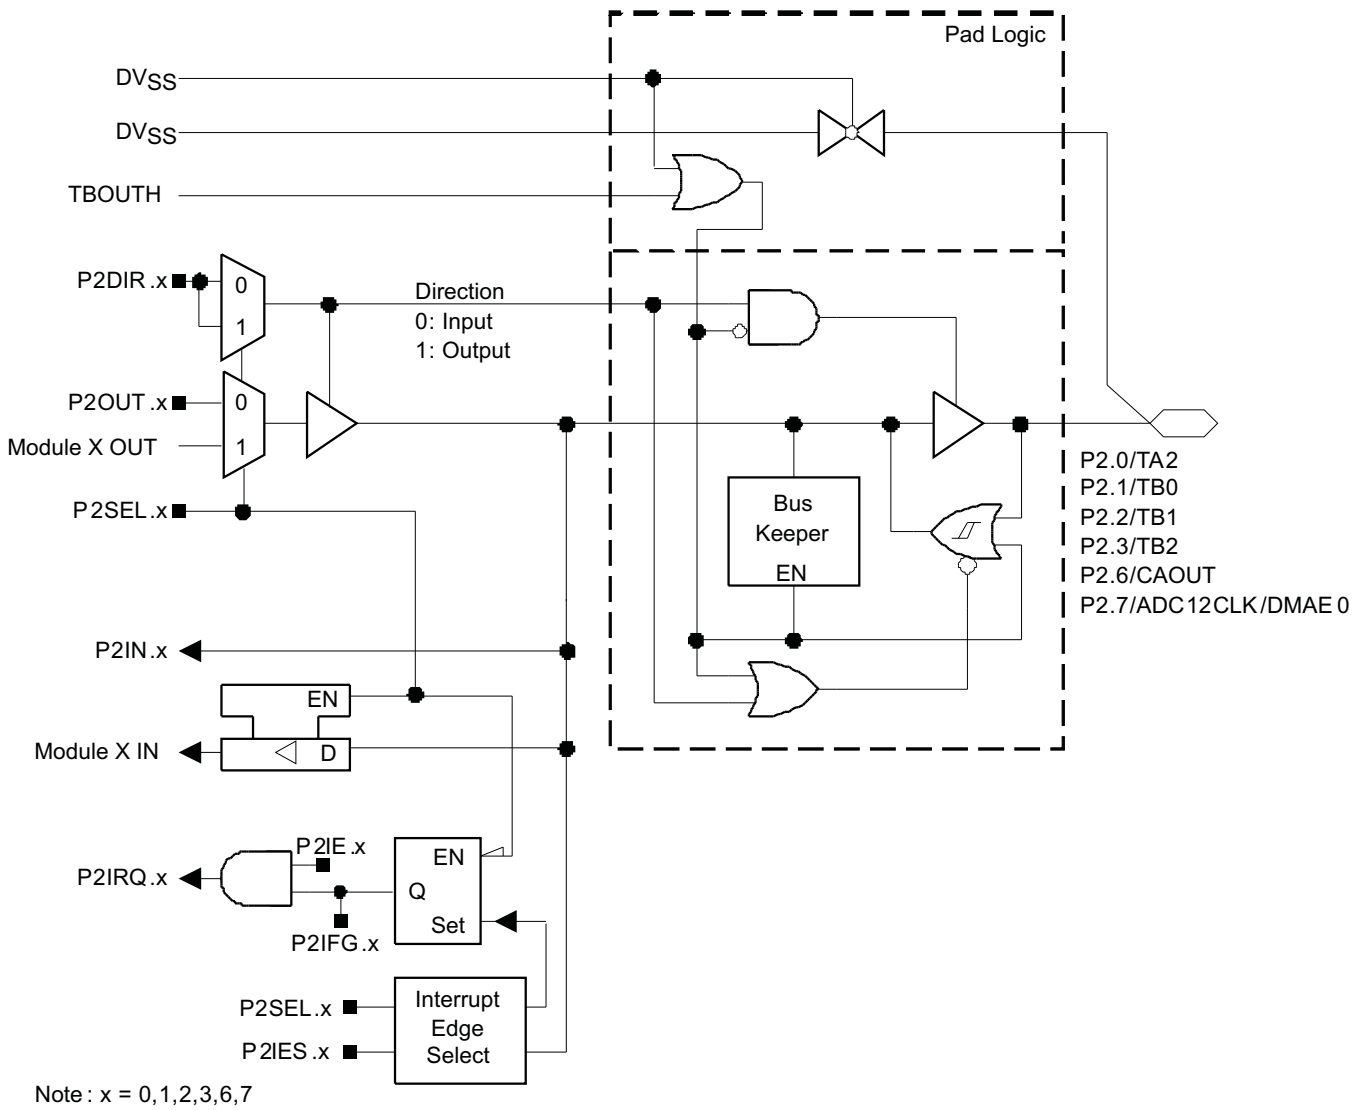 Pad Logic
DVSS
DVSS
TBOUTH
P2DIR.x
0
1
Direction
0: Input
1: Output
P2OUT.x
0
Module X OUT
1
P2SEL.x
Bus
Keeper
EN
P2.0/TA2
P2.1/TB0
P2.2/TB1
P2.3/TB2
P2.6/CAOUT
P2.7/ADC12CLK/DMAE0
P2IN.x
EN
Module X IN
D
P2IRQ.x
P2IE.x
P2IFG.x
EN
Q
Set
P2SEL.x
P2IES.x
Interrupt
Edge
Select
Note: x = 0,1,2,3,6,7